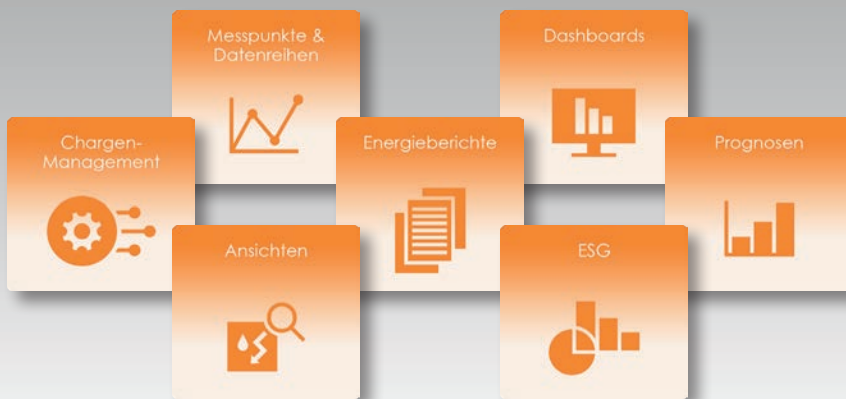 Messpunkte &
Datenreihen
Dashboards
Chargen-
Management
Energieberichte
Prognosen
Ansichten
ESG